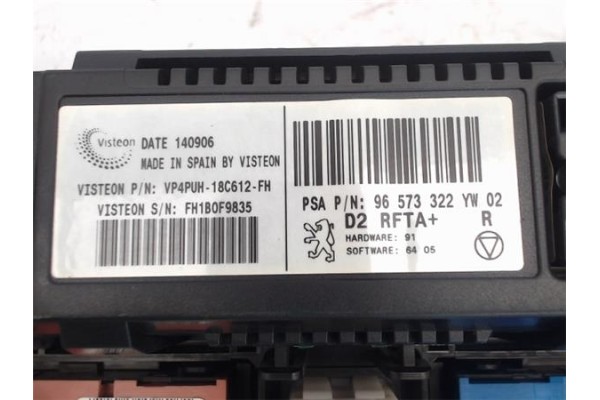 Visteon
DATE 140906
MADE IN SPAIN BY VISTEON
VISTEON P/N: VP4PUH-18C612-FH
VISTEON S/N: FH1B0F9835
PSA P/N: 96 573 322 YW 02
D2 RFTA+ R
HARDWARE: 91
SOFTWARE: 64 05